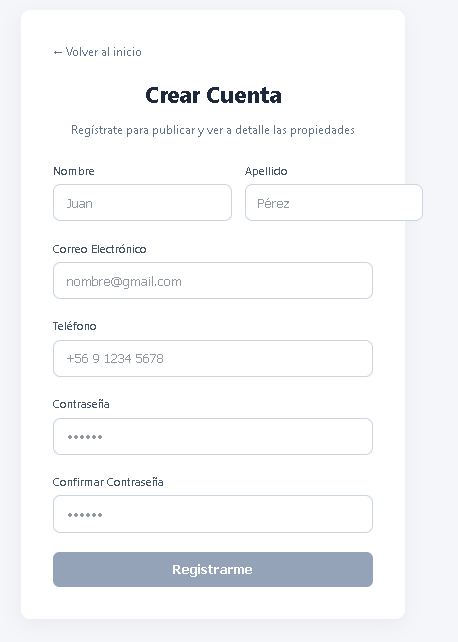 ← Volver al inicio
Crear Cuenta
Regístrate para publicar y ver a detalle las propiedades
Nombre
Apellido
Juan
Pérez
Correo Electrónico
nombre@gmail.com
Teléfono
+56 9 1234 5678
Contraseña
••••••
Confirmar Contraseña
••••••
Registrarme